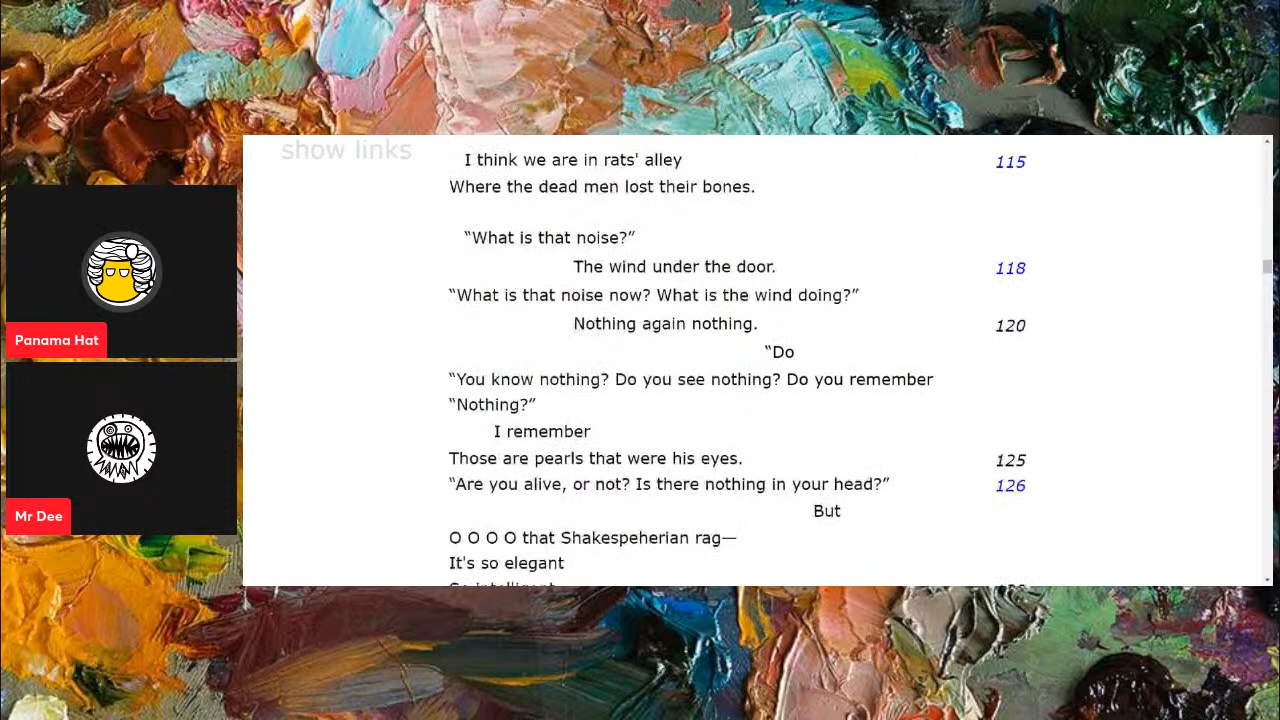 show links
I think we are in rats' alley 115
Where the dead men lost their bones.
“What is that noise?”
The wind under the door. 118
“What is that noise now? What is the wind doing?”
Nothing again nothing. 120
“Do
“You know nothing? Do you see nothing? Do you remember
“Nothing?”
I remember
Those are pearls that were his eyes. 125
“Are you alive, or not? Is there nothing in your head?” 126
But
O O O O that Shakespeherian rag—
It's so elegant
So intelligent
Panama Hat
Mr Dee